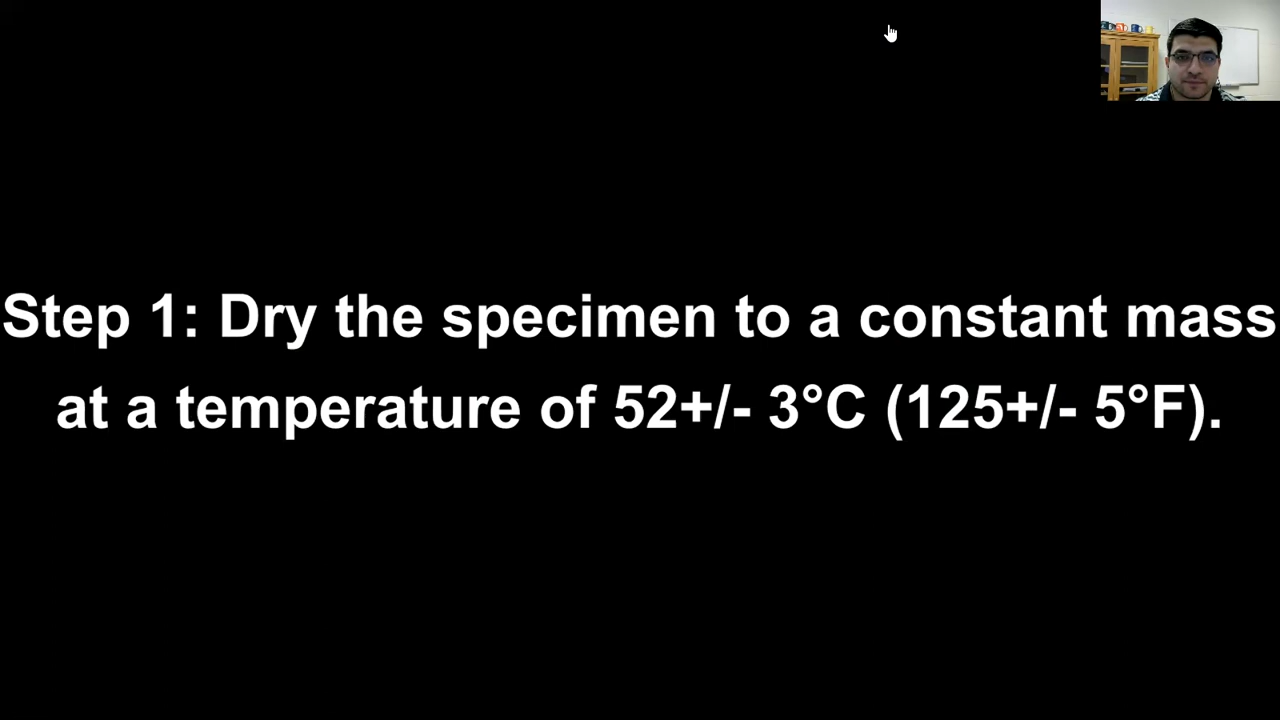 Step 1: Dry the specimen to a constant mass
at a temperature of 52+/- 3°C (125+/- 5°F).